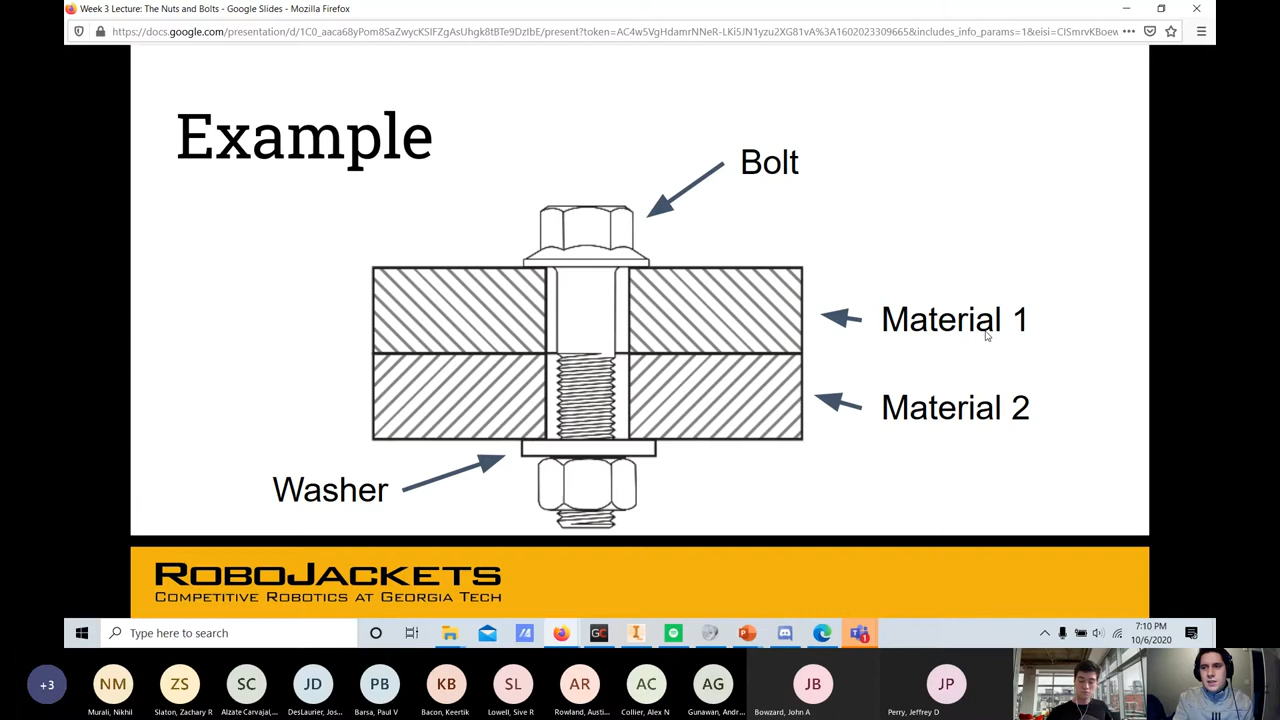 Week 3 Lecture: The Nuts and Bolts - Google Slides - Mozilla Firefox
Example
Bolt
Material 1
Material 2
Washer
ROBOJACKETS
COMPETITIVE ROBOTICS AT GEORGIA TECH
Type here to search
7:10 PM
10/6/2020
+3
NM
ZS
SC
JD
PB
KB
SL
AR
AC
AG
JB
JP
Murali, Nikhil
Slaton, Zachary R
Alzate Carvajal,...
DesLaurier, Jos...
Barsa, Paul V
Bacon, Keertik
Lowell, Sive R
Rowland, Austi...
Collier, Alex N
Gunawan, Andr...
Bowzard, John A
Perry, Jeffrey D